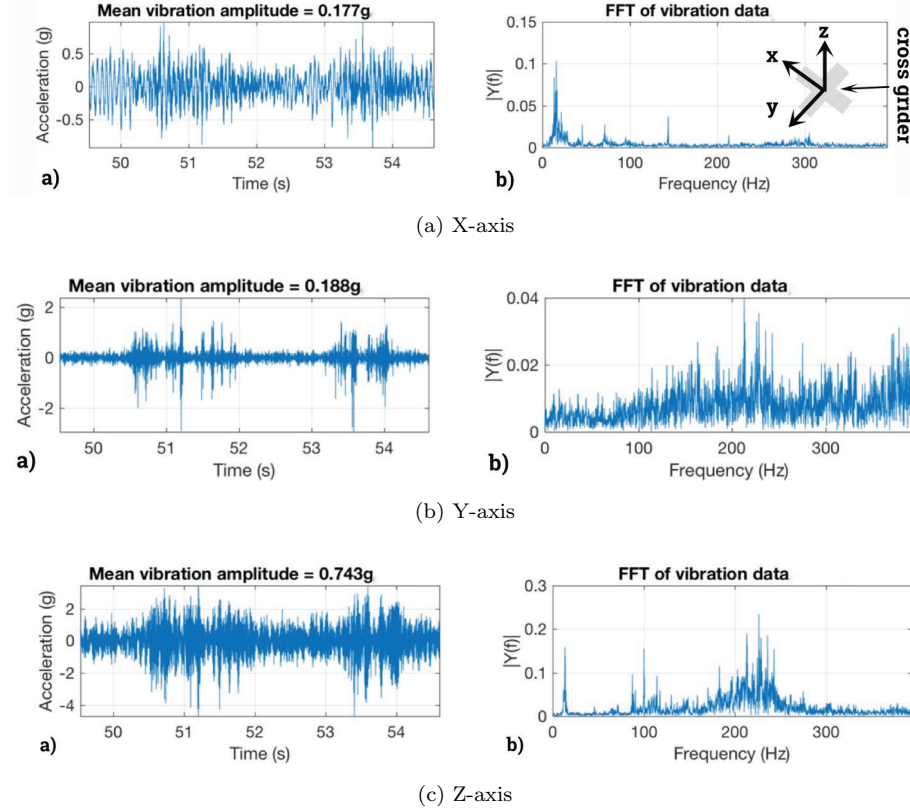 Mean vibration amplitude = 0.177g
Acceleration (g)
0.5
0
-0.5
50
51
52
53
54
Time (s)
a)
FFT of vibration data
|Y(f)|
0.15
0.1
0.05
0
0
100
200
300
Frequency (Hz)
b)
z
x
y
cross grider
(a) X-axis
Mean vibration amplitude = 0.188g
Acceleration (g)
2
0
-2
50
51
52
53
54
Time (s)
a)
FFT of vibration data
|Y(f)|
0.04
0.02
0
0
100
200
300
Frequency (Hz)
b)
(b) Y-axis
Mean vibration amplitude = 0.743g
Acceleration (g)
2
0
-2
-4
50
51
52
53
54
Time (s)
a)
FFT of vibration data
|Y(f)|
0.3
0.2
0.1
0
0
100
200
300
Frequency (Hz)
b)
(c) Z-axis